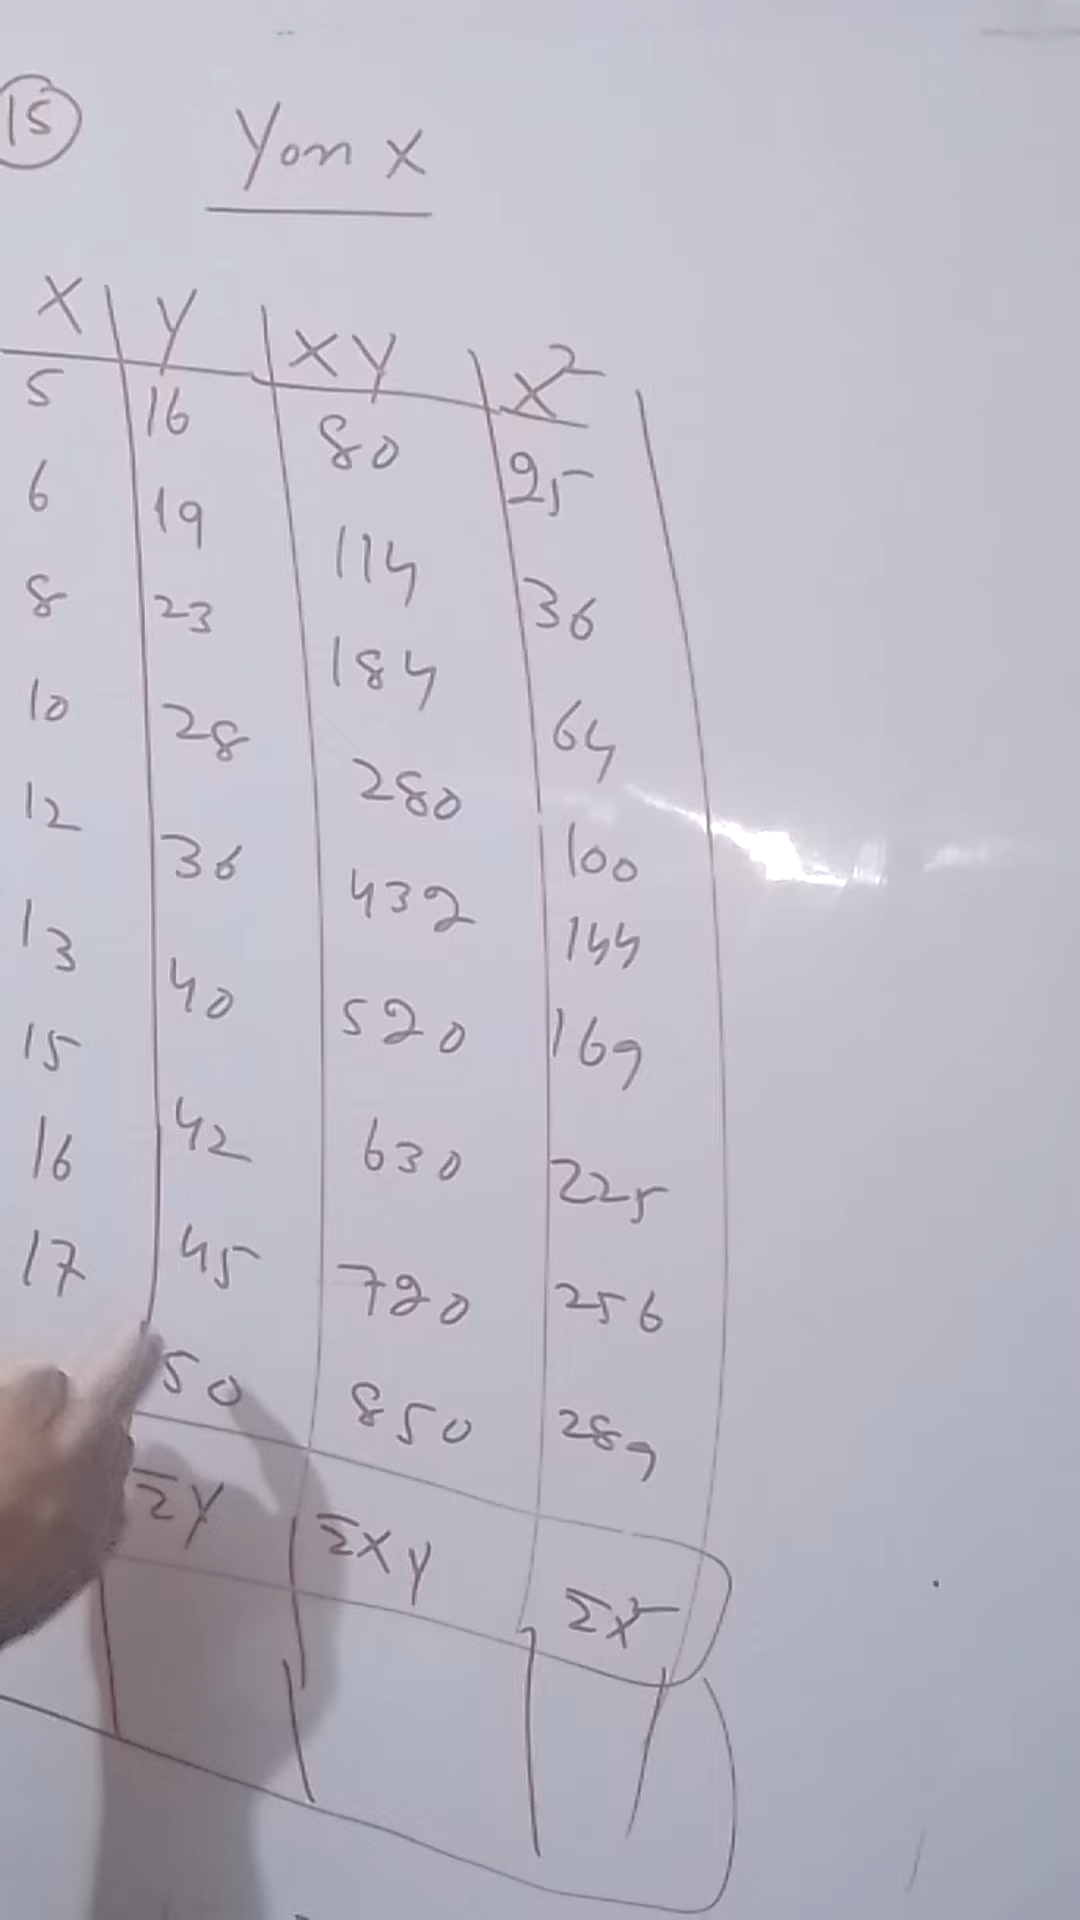 15
Y on X
X Y XY X²
5 16 80 25
6 19 114 36
8 23 184 64
10 28 280 100
12 36 432 144
13 40 520 169
15 42 630 225
16 45 720 256
17 50 850 289
ΣY ΣXY ΣX²